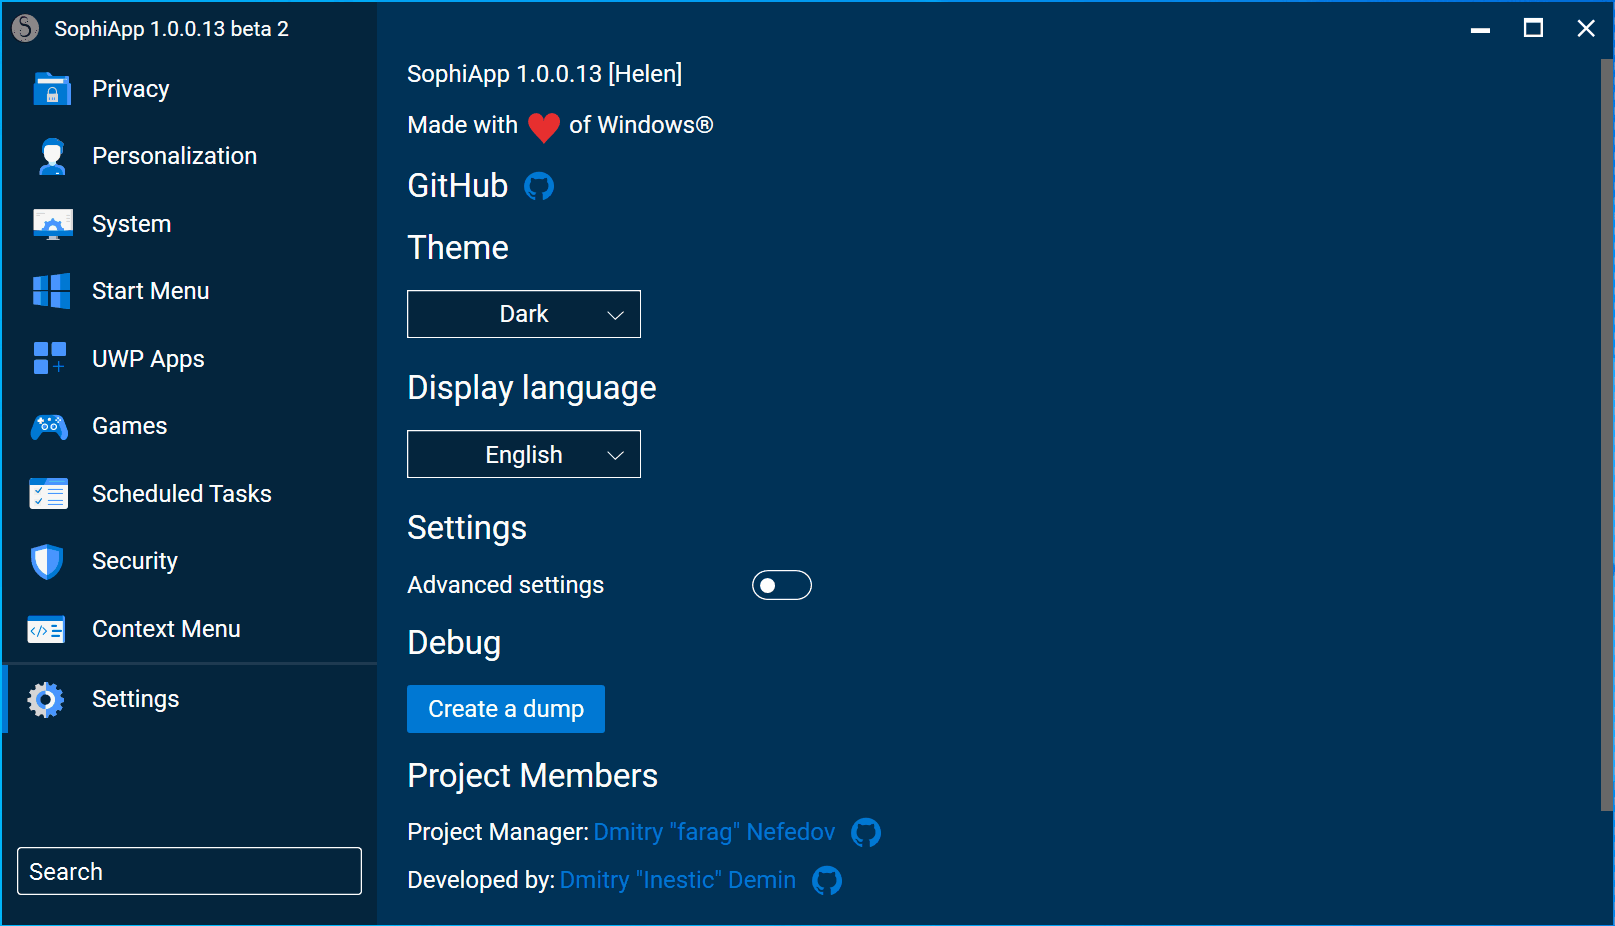 SophiApp 1.0.0.13 beta 2
Privacy
Personalization
System
Start Menu
UWP Apps
Games
Scheduled Tasks
Security
Context Menu
Settings
Search
SophiApp 1.0.0.13 [Helen]
Made with ❤ of Windows®
GitHub
Theme
Dark
Display language
English
Settings
Advanced settings
Debug
Create a dump
Project Members
Project Manager: Dmitry "farag" Nefedov
Developed by: Dmitry "Inestic" Demin